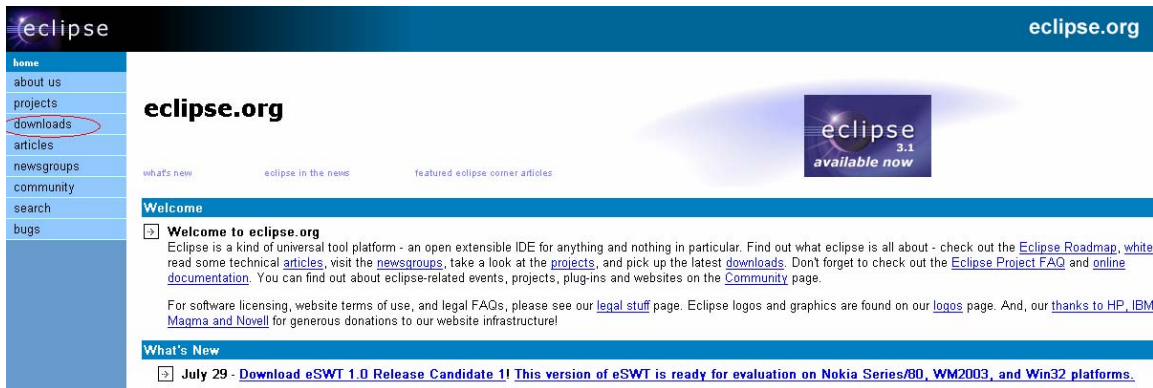 eclipse
eclipse.org
home
about us
projects
downloads
articles
newsgroups
community
search
bugs
eclipse.org
eclipse
3.1
available now
what's new
eclipse in the news
featured eclipse corner articles
Welcome
Welcome to eclipse.org
Eclipse is a kind of universal tool platform - an open extensible IDE for anything and nothing in particular. Find out what eclipse is all about - check out the Eclipse Roadmap, white
read some technical articles, visit the newsgroups, take a look at the projects, and pick up the latest downloads. Don't forget to check out the Eclipse Project FAQ and online
documentation. You can find out about eclipse-related events, projects, plug-ins and websites on the Community page.
For software licensing, website terms of use, and legal FAQs, please see our legal stuff page. Eclipse logos and graphics are found on our logos page. And, our thanks to HP, IBM
Magma and Novell for generous donations to our website infrastructure!
What's New
July 29 - Download eSWT 1.0 Release Candidate 1! This version of eSWT is ready for evaluation on Nokia Series/80, WM2003, and Win32 platforms.